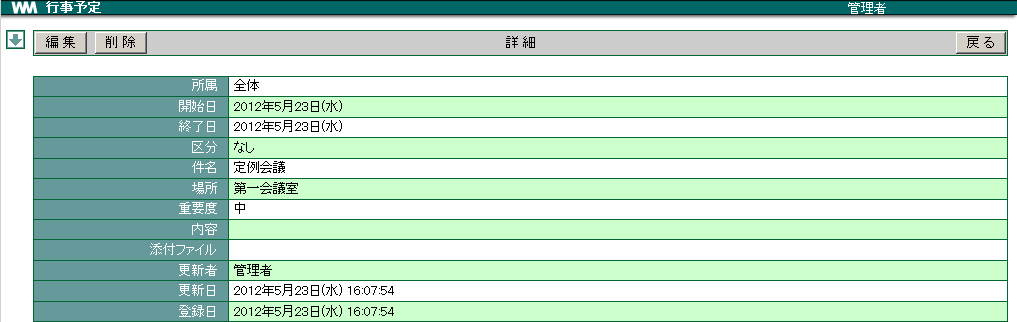 WM 行事予定 管理者
編集 削除 詳細 戻る
所属 全体
開始日 2012年5月23日(水)
終了日 2012年5月23日(水)
区分 なし
件名 定例会議
場所 第一会議室
重要度 中
内容
添付ファイル
更新者 管理者
更新日 2012年5月23日(水) 16:07:54
登録日 2012年5月23日(水) 16:07:54